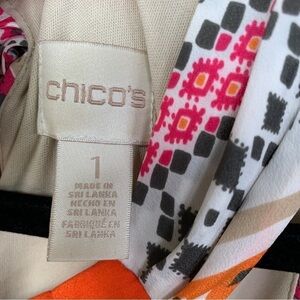 chico's
1
MADE IN
SRI LANKA
HECHO EN
SRI LANKA
FABRIQUÉ EN
SRI LANKA